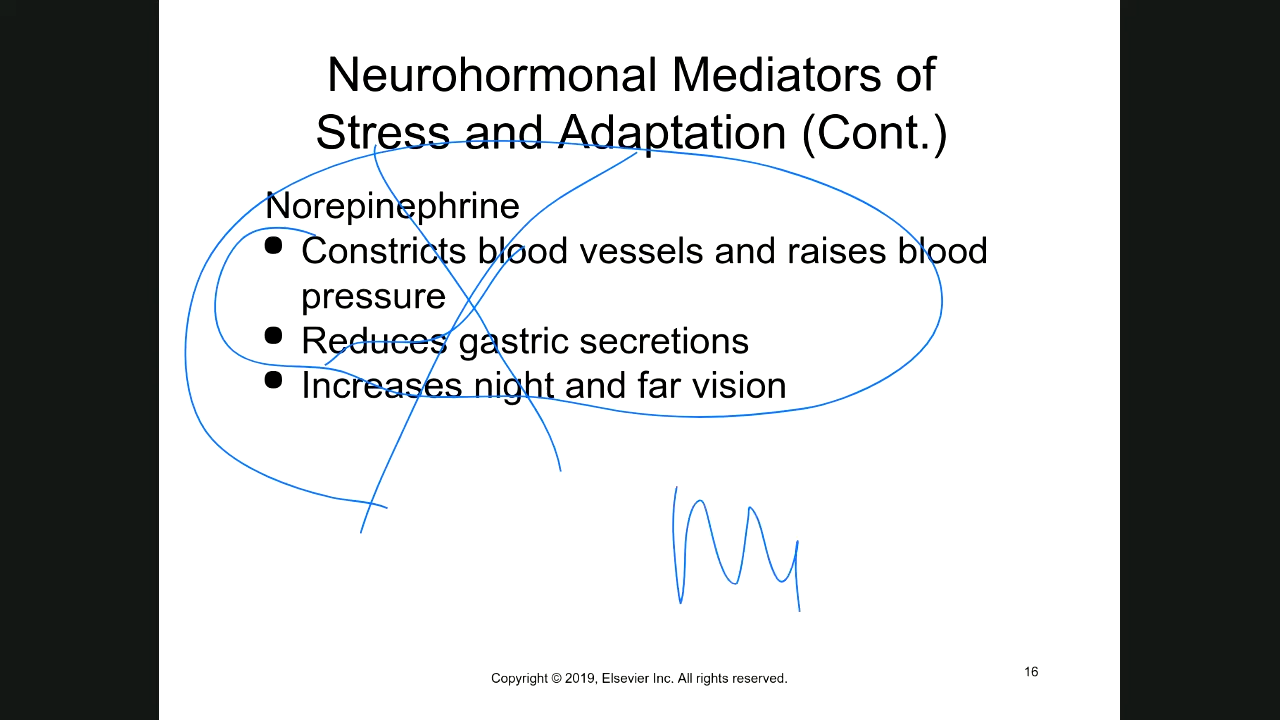 Neurohormonal Mediators of
Stress and Adaptation (Cont.)
Norepinephrine
• Constricts blood vessels and raises blood
pressure
• Reduces gastric secretions
• Increases night and far vision
Copyright © 2019, Elsevier Inc. All rights reserved.
16